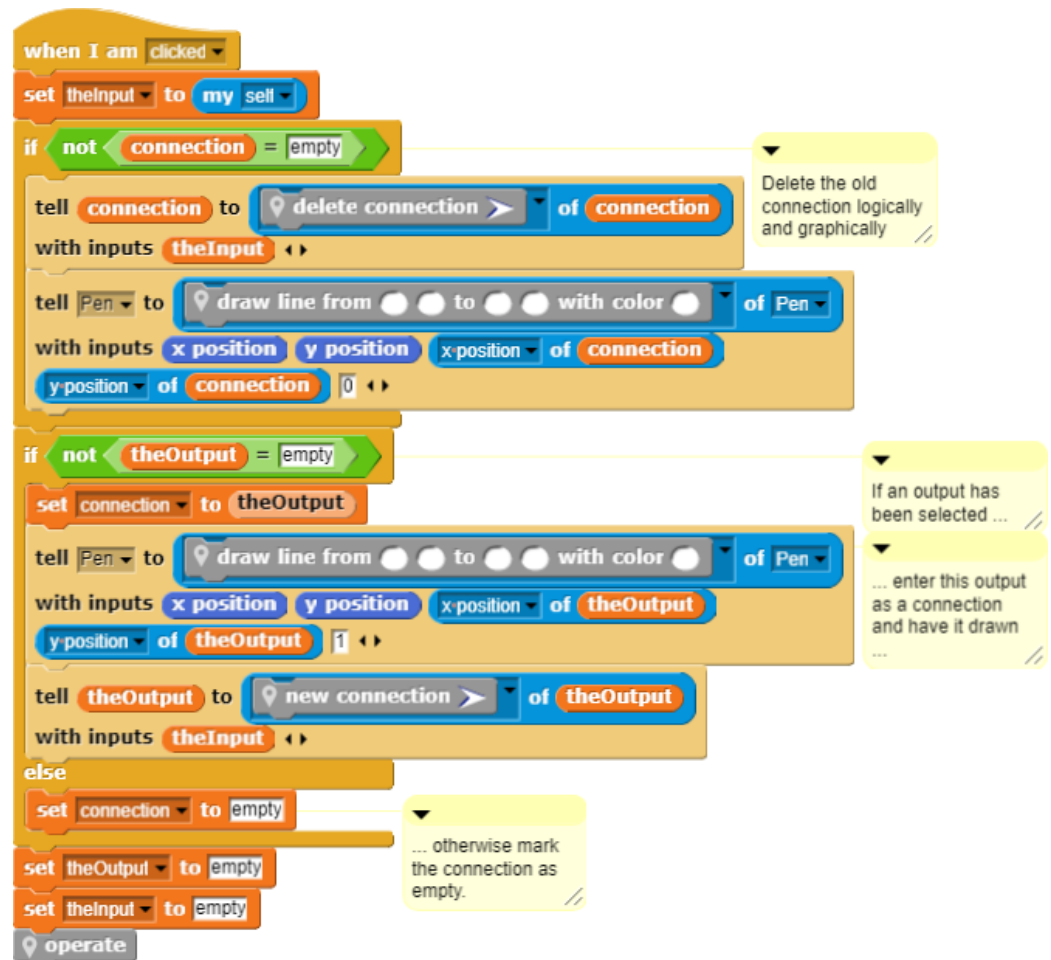 when I am clicked
set theInput to my self
if not connection = empty
Delete the old
connection logically
and graphically
tell connection to delete connection of connection
with inputs theInput
tell Pen to draw line from to with color of Pen
with inputs x position y position x-position of connection
y-position of connection 0
if not theOutput = empty
If an output has
been selected ...
set connection to theOutput
tell Pen to draw line from to with color of Pen
... enter this output
as a connection
and have it drawn
...
with inputs x position y position x-position of theOutput
y-position of theOutput 1
tell theOutput to new connection of theOutput
with inputs theInput
else
set connection to empty
... otherwise mark
the connection as
empty.
set theOutput to empty
set theInput to empty
operate